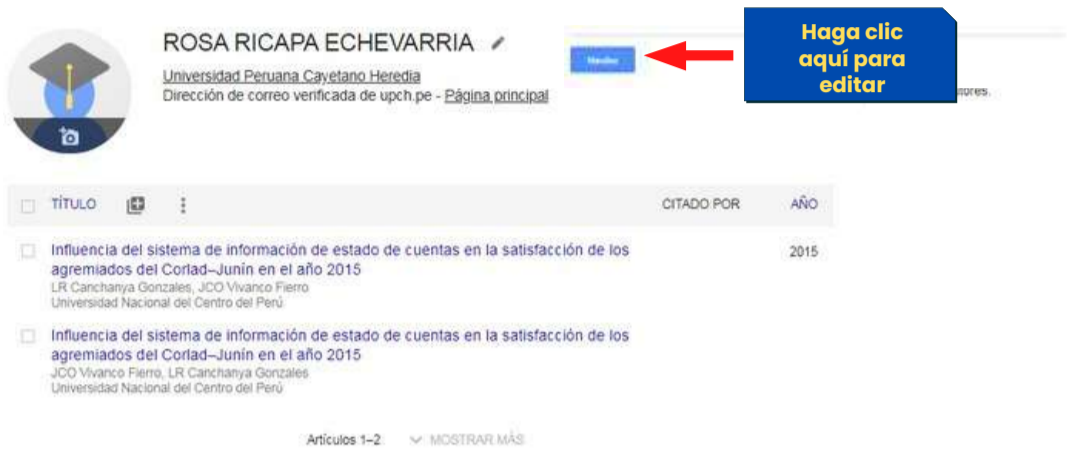 ROSA RICAPA ECHEVARRIA
Universidad Peruana Cayetano Heredia
Dirección de correo verificada de upch.pe - Página principal
Haga clic
aquí para
editar
TÍTULO
CITADO POR
AÑO
Influencia del sistema de información de estado de cuentas en la satisfacción de los
2015
agremiados del Corlad–Junín en el año 2015
LR Canchanya Gonzales, JCO Vivanco Fierro
Universidad Nacional del Centro del Perú
Influencia del sistema de información de estado de cuentas en la satisfacción de los
agremiados del Corlad–Junín en el año 2015
JCO Vivanco Fierro, LR Canchanya Gonzales
Universidad Nacional del Centro del Perú
Artículos 1–2
MOSTRAR MÁS